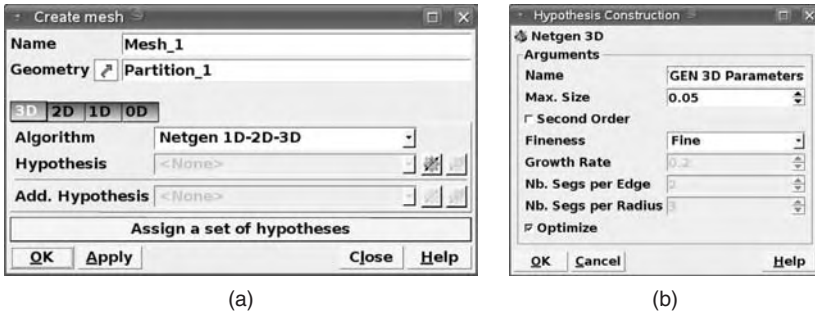 Create mesh
Name Mesh_1
Geometry Partition_1
3D 2D 1D 0D
Algorithm Netgen 1D-2D-3D
Hypothesis <None>
Add. Hypothesis <None>
Assign a set of hypotheses
OK Apply Close Help
(a)
Hypothesis Construction
Netgen 3D
Arguments
Name GEN 3D Parameters
Max. Size 0.05
Second Order
Fineness Fine
Growth Rate 0.2
Nb. Segs per Edge 2
Nb. Segs per Radius 3
Optimize
OK Cancel Help
(b)